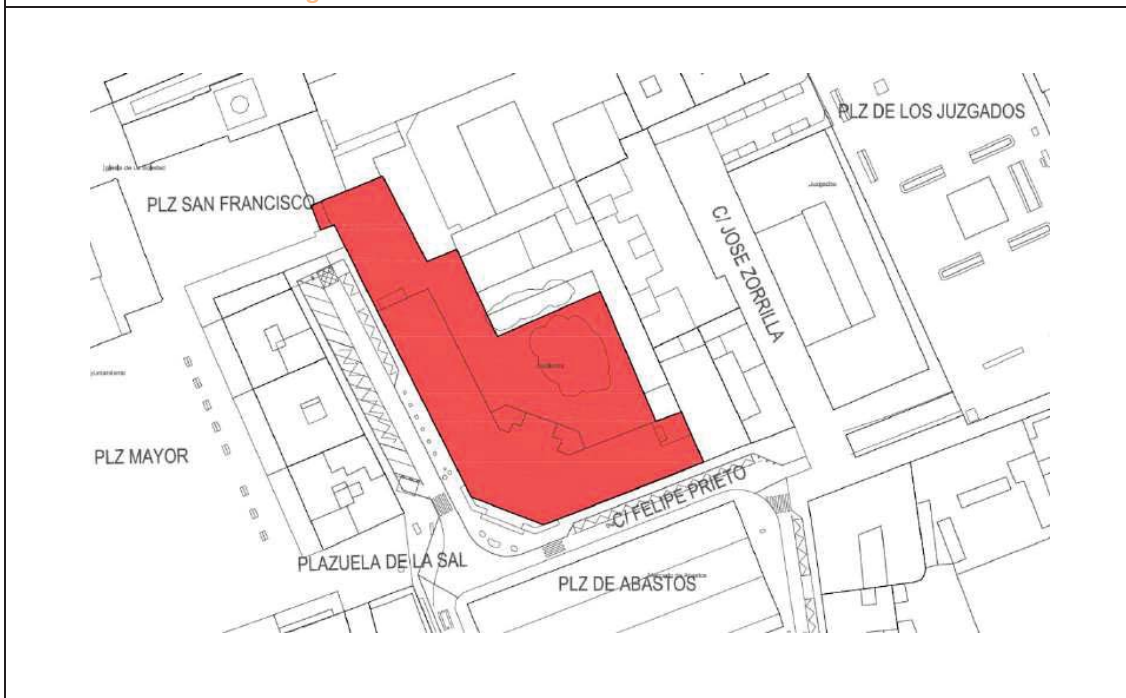 PLZ DE LOS JUZGADOS
PLZ SAN FRANCISCO
Juzgados
C/ JOSE ZORRILLA
PLZ MAYOR
C/ FELIPE PRIETO
PLAZUELA DE LA SAL
PLZ DE ABASTOS